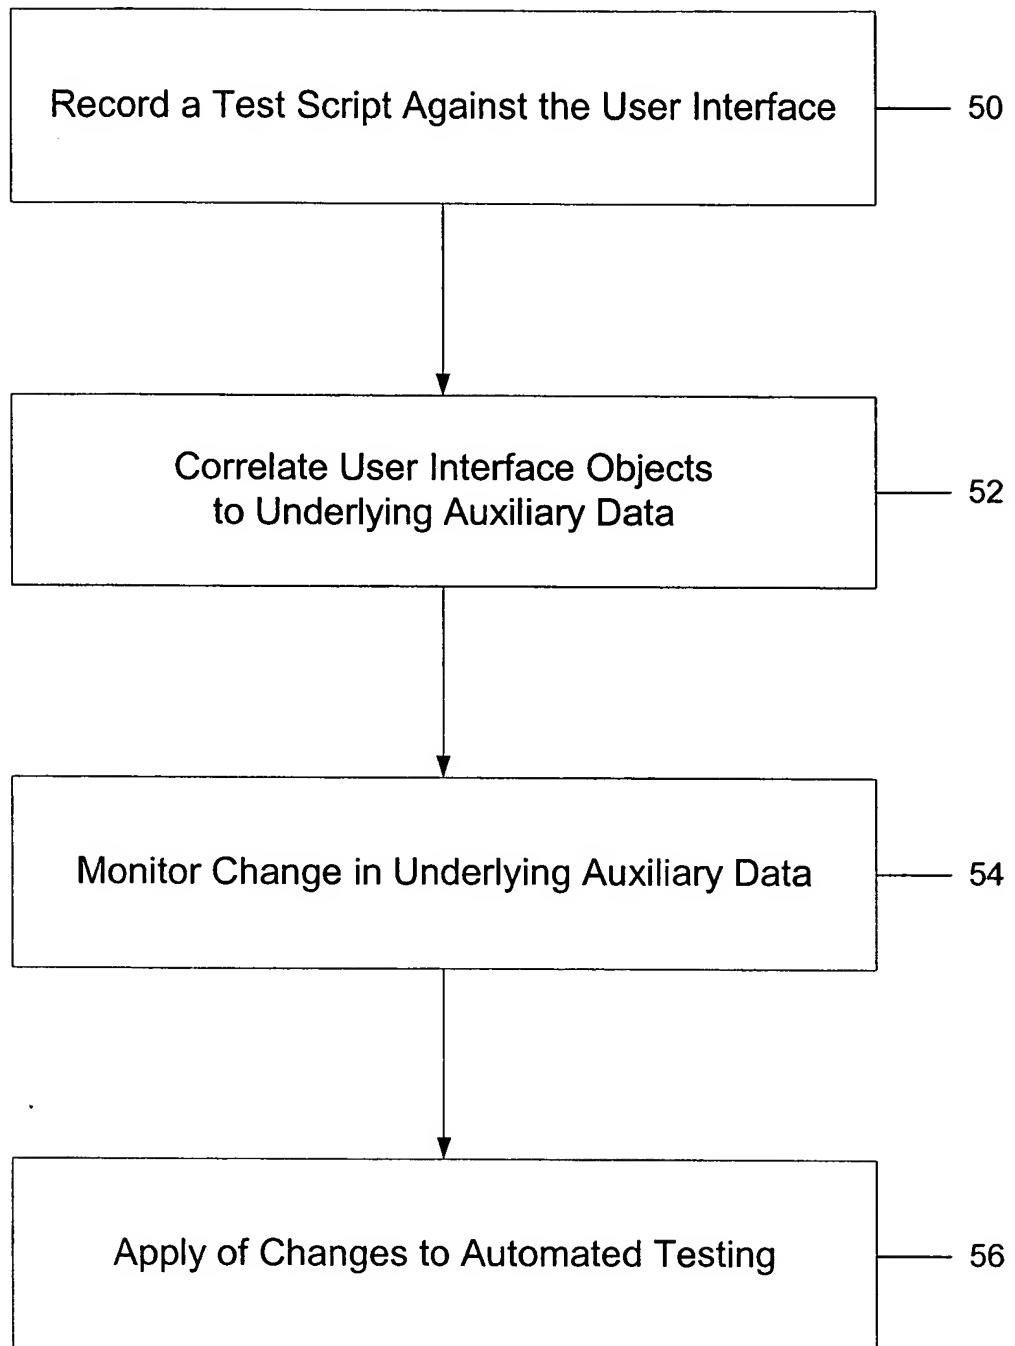 Record a Test Script Against the User Interface
50
Correlate User Interface Objects
to Underlying Auxiliary Data
52
Monitor Change in Underlying Auxiliary Data
54
Apply of Changes to Automated Testing
56